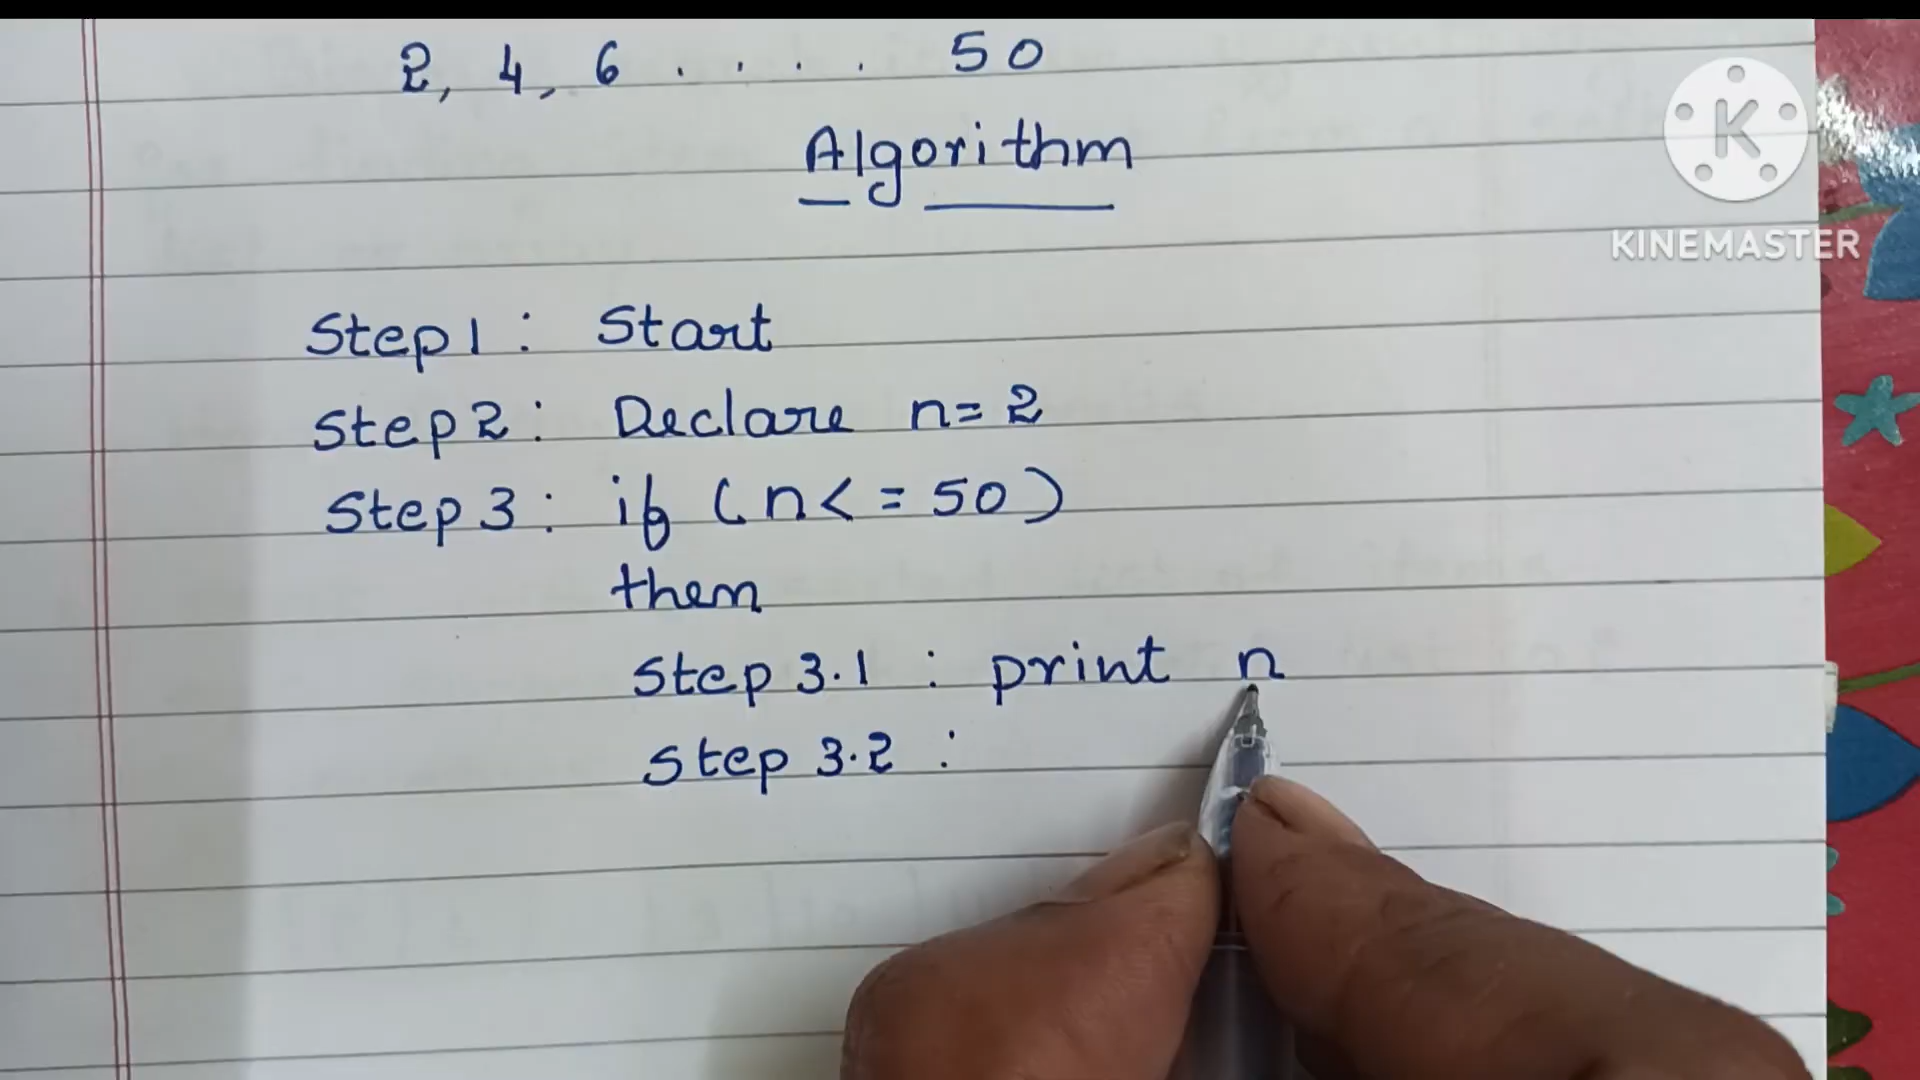 2, 4, 6 . . . . 50
Algorithm
K
KINEMASTER
Step 1 : Start
Step 2 : Declare n = 2
Step 3 : if ( n < = 50 )
then
Step 3.1 : print n
Step 3.2 :